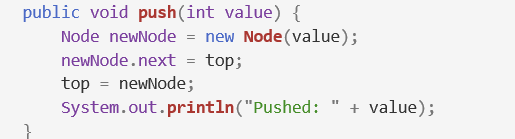 public void push(int value) {
    Node newNode = new Node(value);
    newNode.next = top;
    top = newNode;
    System.out.println("Pushed: " + value);
}